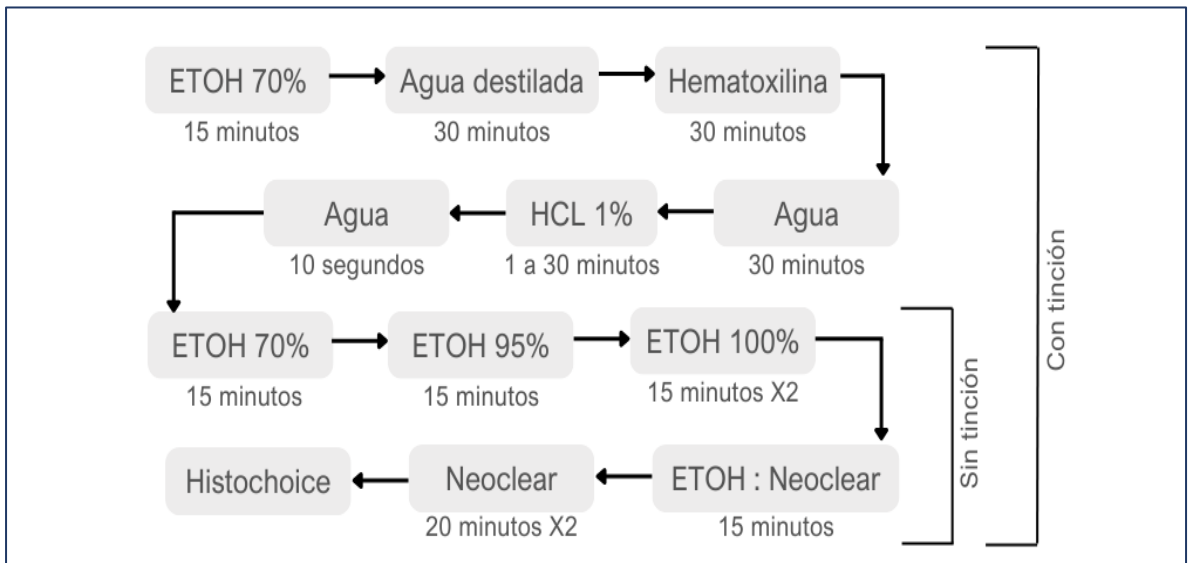 ETOH 70%
15 minutos
Agua destilada
30 minutos
Hematoxilina
30 minutos
Agua
30 minutos
HCL 1%
1 a 30 minutos
Agua
10 segundos
ETOH 70%
15 minutos
ETOH 95%
15 minutos
ETOH 100%
15 minutos X2
ETOH : Neoclear
15 minutos
Neoclear
20 minutos X2
Histochoice
Sin tinción
Con tinción